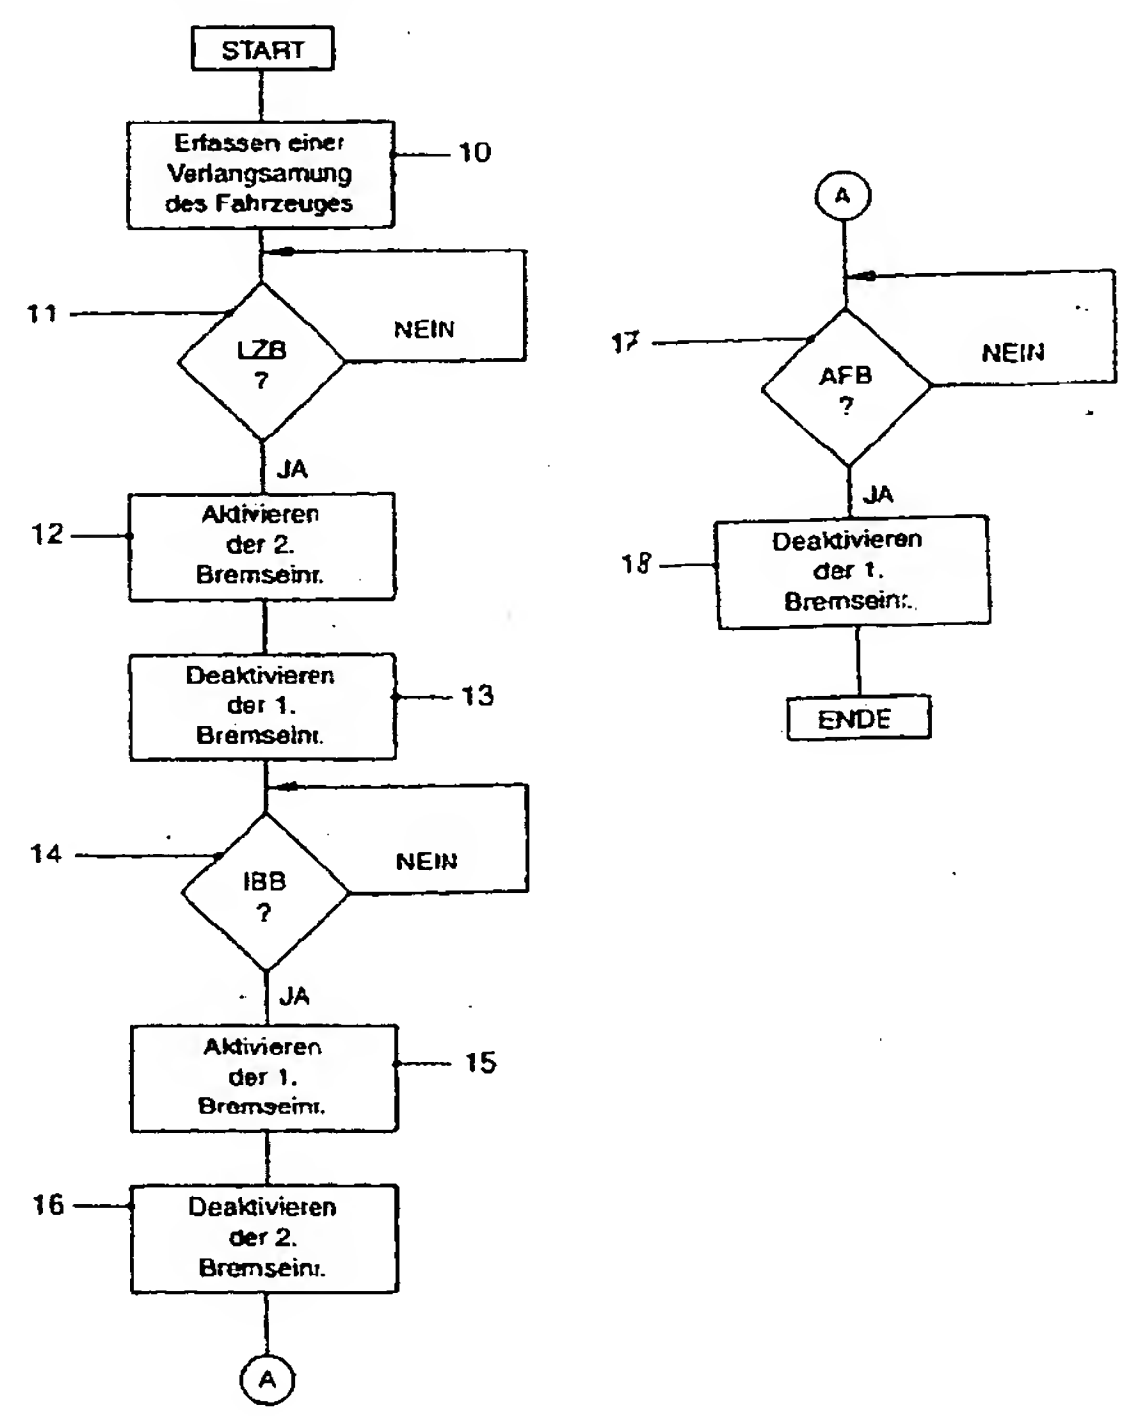 START
Erfassen einer
Verlangsamung
des Fahrzeuges
10
11
LZB
?
NEIN
JA
12
Aktivieren
der 2.
Bremseinr.
Deaktivieren
der 1.
Bremseinr.
13
14
IBB
?
NEIN
JA
Aktivieren
der 1.
Bremseinr.
15
16
Deaktivieren
der 2.
Bremseinr.
A
A
17
AFB
?
NEIN
JA
18
Deaktivieren
der 1.
Bremseinr.
ENDE